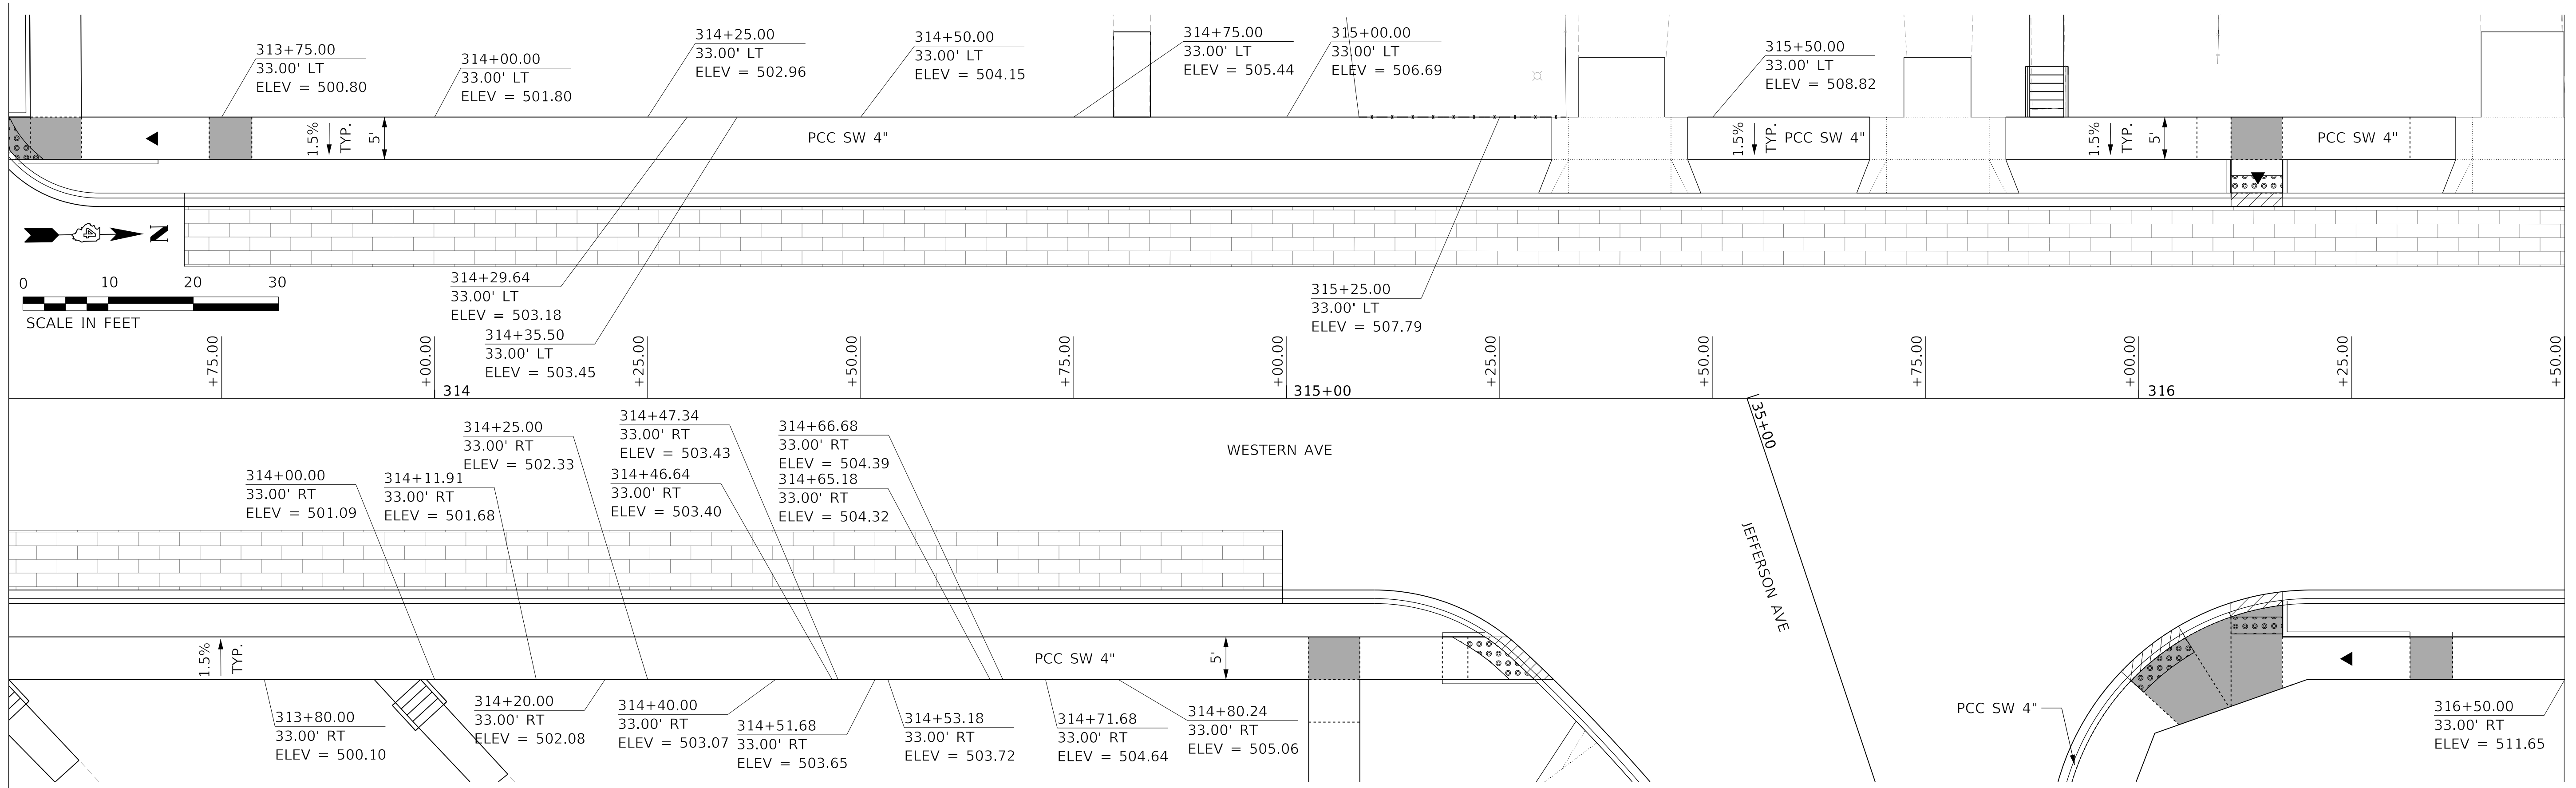 313+75.00
33.00' LT
ELEV = 500.80
314+00.00
33.00' LT
ELEV = 501.80
314+25.00
33.00' LT
ELEV = 502.96
314+50.00
33.00' LT
ELEV = 504.15
314+75.00
33.00' LT
ELEV = 505.44
315+00.00
33.00' LT
ELEV = 506.69
315+50.00
33.00' LT
ELEV = 508.82
1.5%
TYP.
5'
PCC SW 4"
1.5%
TYP.
PCC SW 4"
1.5%
TYP.
5'
PCC SW 4"
N
0 10 20 30
SCALE IN FEET
314+29.64
33.00' LT
ELEV = 503.18
314+35.50
33.00' LT
ELEV = 503.45
315+25.00
33.00' LT
ELEV = 507.79
+75.00
+00.00
314
+25.00
+50.00
+75.00
+00.00
315+00
+25.00
+50.00
+75.00
+00.00
316
+25.00
+50.00
35+00
WESTERN AVE
JEFFERSON AVE
314+00.00
33.00' RT
ELEV = 501.09
314+11.91
33.00' RT
ELEV = 501.68
314+25.00
33.00' RT
ELEV = 502.33
314+47.34
33.00' RT
ELEV = 503.43
314+46.64
33.00' RT
ELEV = 503.40
314+66.68
33.00' RT
ELEV = 504.39
314+65.18
33.00' RT
ELEV = 504.32
1.5%
TYP.
PCC SW 4"
5'
313+80.00
33.00' RT
ELEV = 500.10
314+20.00
33.00' RT
ELEV = 502.08
314+40.00
33.00' RT
ELEV = 503.07
314+51.68
33.00' RT
ELEV = 503.65
314+53.18
33.00' RT
ELEV = 503.72
314+71.68
33.00' RT
ELEV = 504.64
314+80.24
33.00' RT
ELEV = 505.06
PCC SW 4"
316+50.00
33.00' RT
ELEV = 511.65